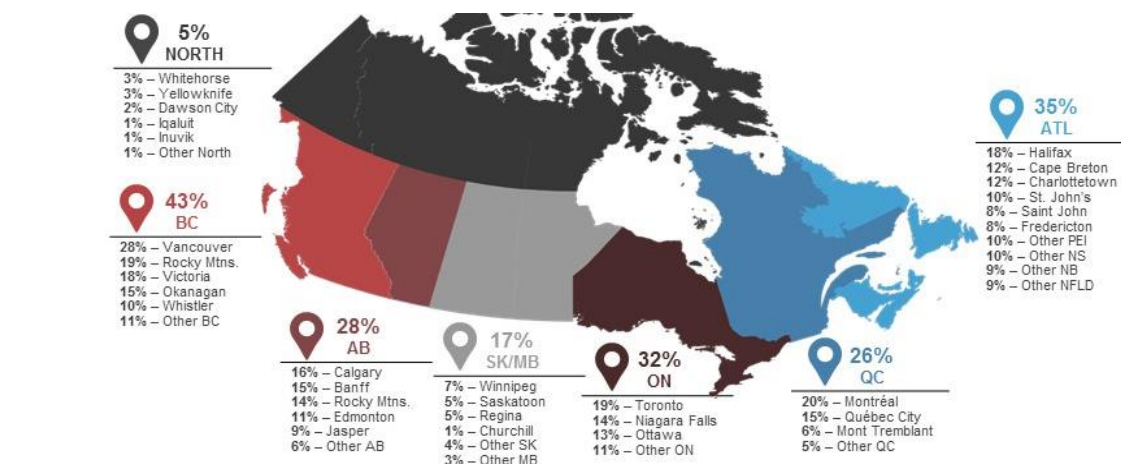 5%
NORTH
3% – Whitehorse
3% – Yellowknife
2% – Dawson City
1% – Iqaluit
1% – Inuvik
1% – Other North
43%
BC
28% – Vancouver
19% – Rocky Mtns.
18% – Victoria
15% – Okanagan
10% – Whistler
11% – Other BC
28%
AB
16% – Calgary
15% – Banff
14% – Rocky Mtns.
11% – Edmonton
9% – Jasper
6% – Other AB
17%
SK/MB
7% – Winnipeg
5% – Saskatoon
5% – Regina
1% – Churchill
4% – Other SK
3% – Other MB
32%
ON
19% – Toronto
14% – Niagara Falls
13% – Ottawa
11% – Other ON
26%
QC
20% – Montréal
15% – Québec City
6% – Mont Tremblant
5% – Other QC
35%
ATL
18% – Halifax
12% – Cape Breton
12% – Charlottetown
10% – St. John's
8% – Saint John
8% – Fredericton
10% – Other PEI
10% – Other NS
9% – Other NB
9% – Other NFLD